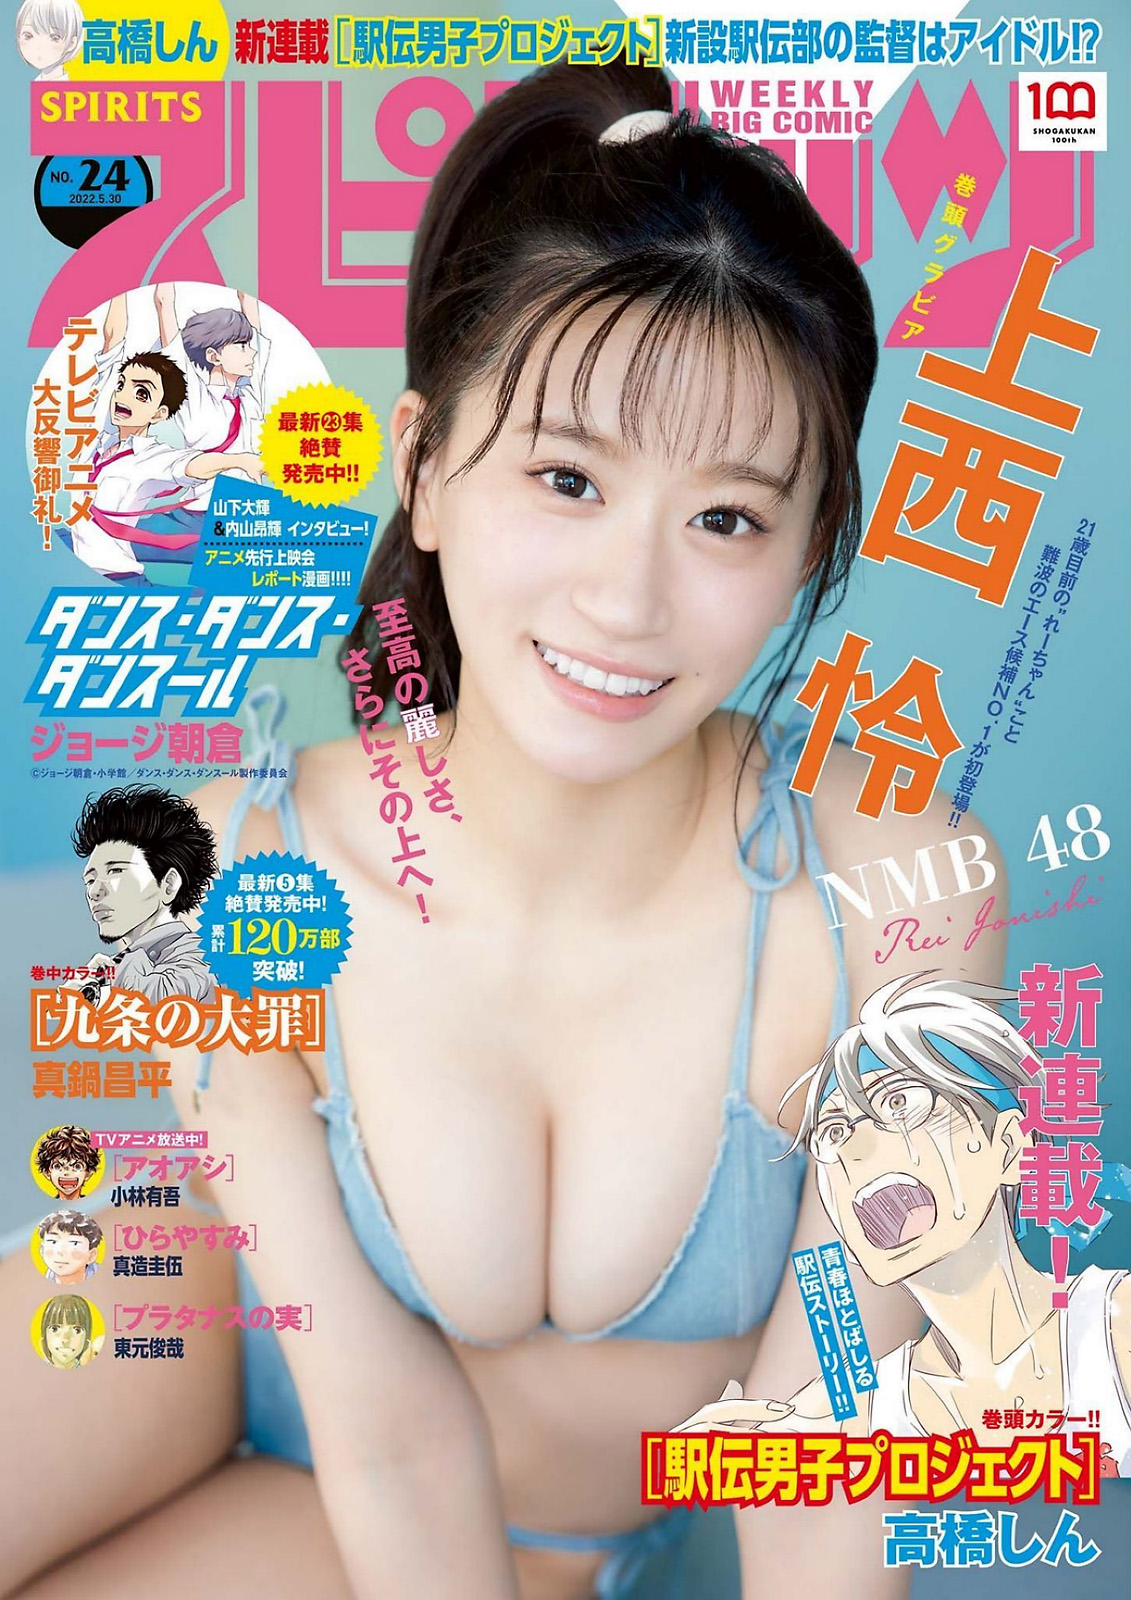 高橋しん 新連載［駅伝男子プロジェクト］新設駅伝部の監督はアイドル!?
SPIRITS
スピリッツ
WEEKLY
BIG COMIC
100
SHOGAKUKAN
100th
NO. 24
2022.5.30
巻頭グラビア
上西怜
21歳目前の"れーちゃん"こと
難波のエース候補NO.1が初登場!!
NMB 48
Rei Jonishi
至高の麗しさ、
さらにその上へ!
テレビアニメ
大反響御礼!
最新23集
絶賛
発売中!!
山下大輝
&内山昂輝 インタビュー!
アニメ先行上映会
レポート漫画!!!!
ダンス・ダンス・
ダンスール
ジョージ朝倉
©ジョージ朝倉・小学館／ダンス・ダンス・ダンスール製作委員会
最新5集
絶賛発売中!
累計120万部
突破!
巻中カラー!!
［九条の大罪］
真鍋昌平
TVアニメ放送中!
［アオアシ］
小林有吾
［ひらやすみ］
真造圭伍
［プラタナスの実］
東元俊哉
新連載!
青春ほとばしる
駅伝ストーリー!!
巻頭カラー!!
［駅伝男子プロジェクト］
高橋しん